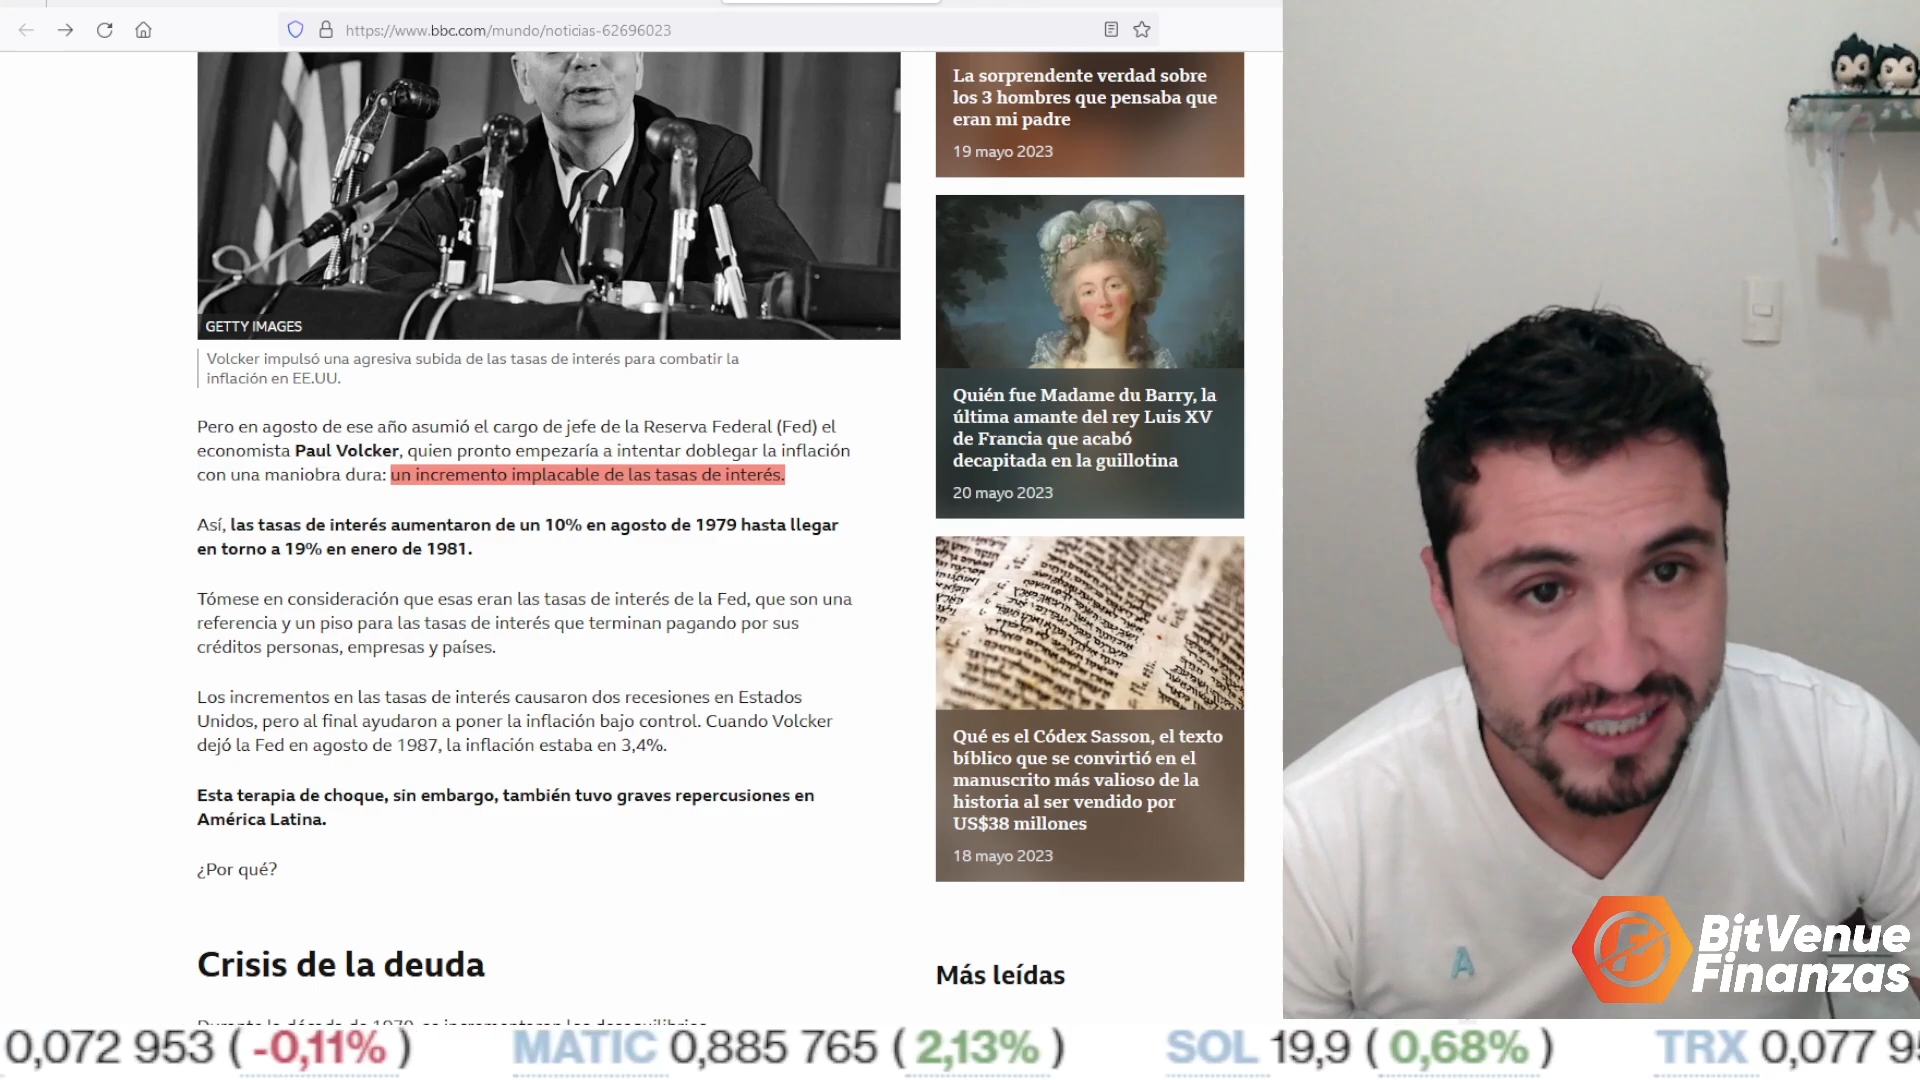 https://www.bbc.com/mundo/noticias-62696023
GETTY IMAGES
Volcker impulsó una agresiva subida de las tasas de interés para combatir la
inflación en EE.UU.
Pero en agosto de ese año asumió el cargo de jefe de la Reserva Federal (Fed) el
economista Paul Volcker, quien pronto empezaría a intentar doblegar la inflación
con una maniobra dura: un incremento implacable de las tasas de interés.
Así, las tasas de interés aumentaron de un 10% en agosto de 1979 hasta llegar
en torno a 19% en enero de 1981.
Tómese en consideración que esas eran las tasas de interés de la Fed, que son una
referencia y un piso para las tasas de interés que terminan pagando por sus
créditos personas, empresas y países.
Los incrementos en las tasas de interés causaron dos recesiones en Estados
Unidos, pero al final ayudaron a poner la inflación bajo control. Cuando Volcker
dejó la Fed en agosto de 1987, la inflación estaba en 3,4%.
Esta terapia de choque, sin embargo, también tuvo graves repercusiones en
América Latina.
¿Por qué?
Crisis de la deuda
La sorprendente verdad sobre
los 3 hombres que pensaba que
eran mi padre
19 mayo 2023
Quién fue Madame du Barry, la
última amante del rey Luis XV
de Francia que acabó
decapitada en la guillotina
20 mayo 2023
Qué es el Códex Sasson, el texto
bíblico que se convirtió en el
manuscrito más valioso de la
historia al ser vendido por
US$38 millones
18 mayo 2023
Más leídas
A
BitVenue
Finanzas
0,072 953 ( -0,11% ) MATIC 0,885 765 ( 2,13% ) SOL 19,9 ( 0,68% ) TRX 0,077